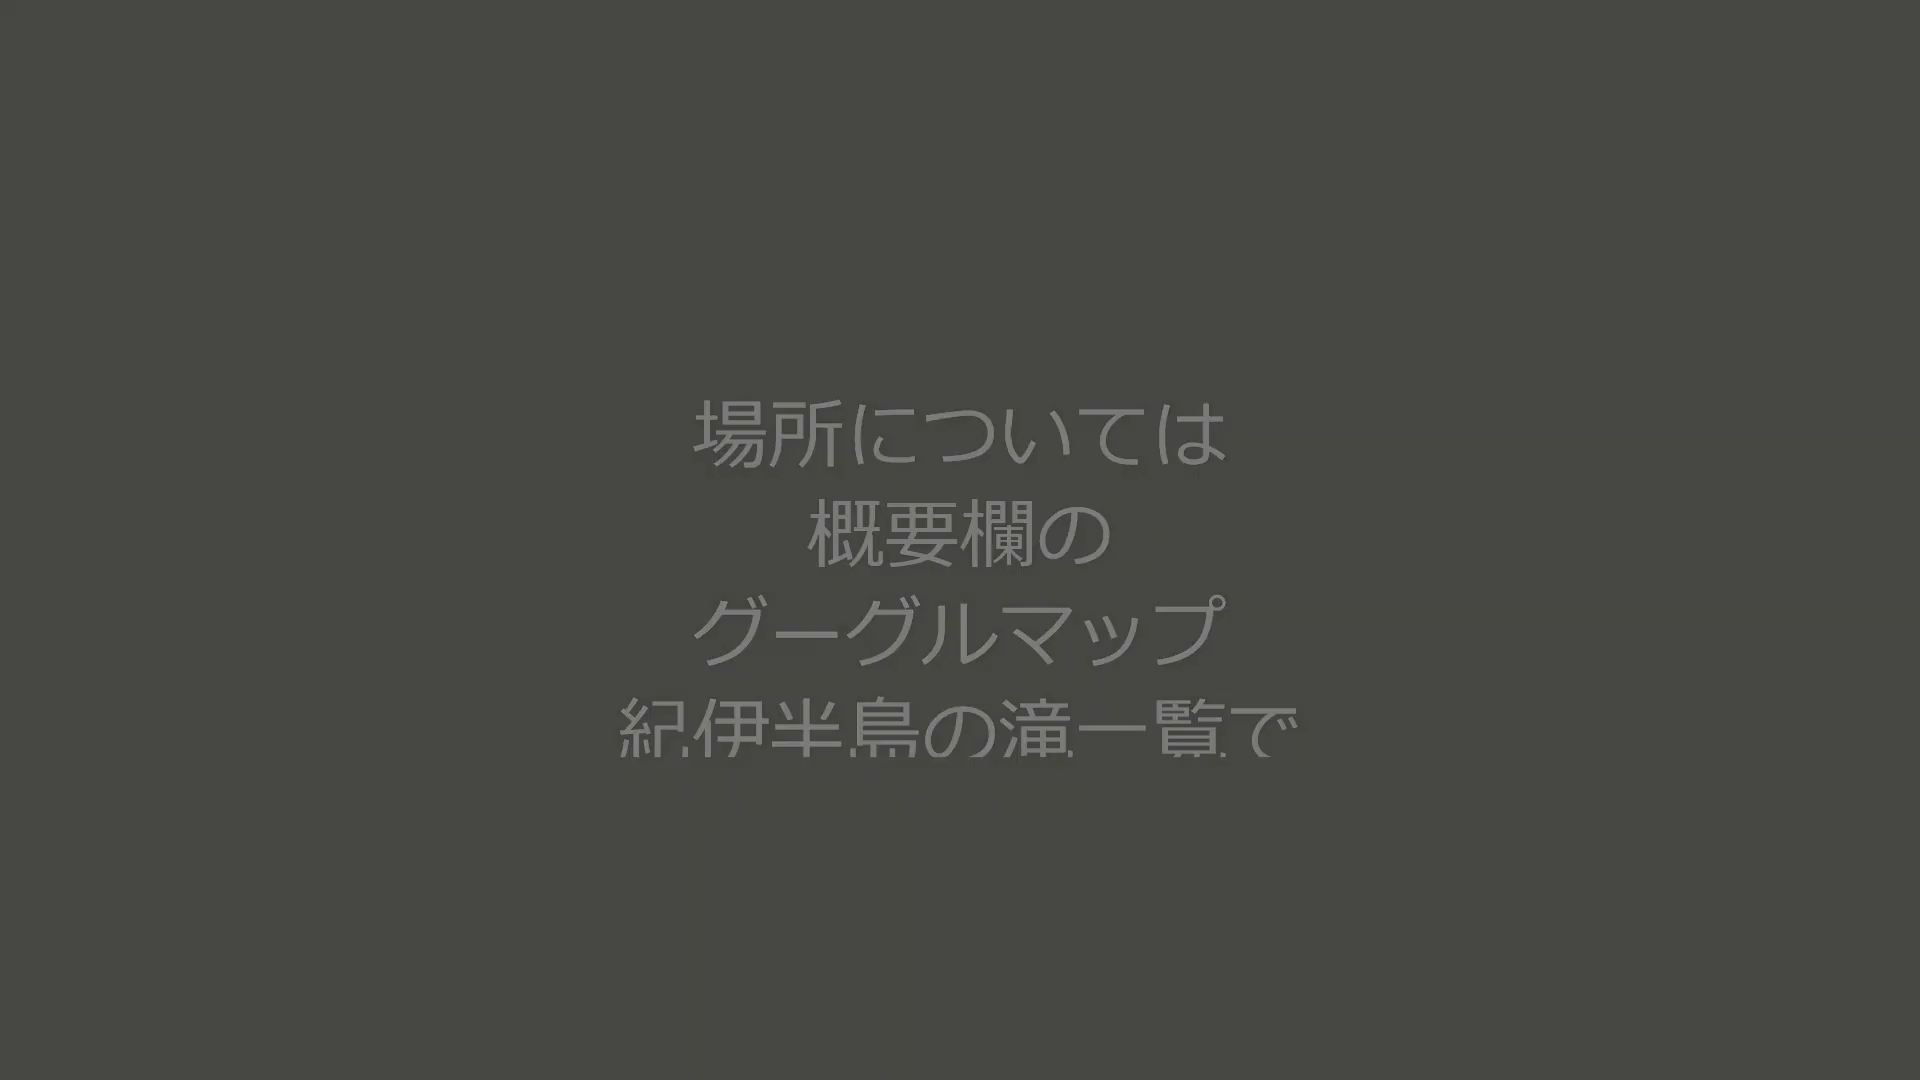 場所については
概要欄の
グーグルマップ
紀伊半島の滝一覧で